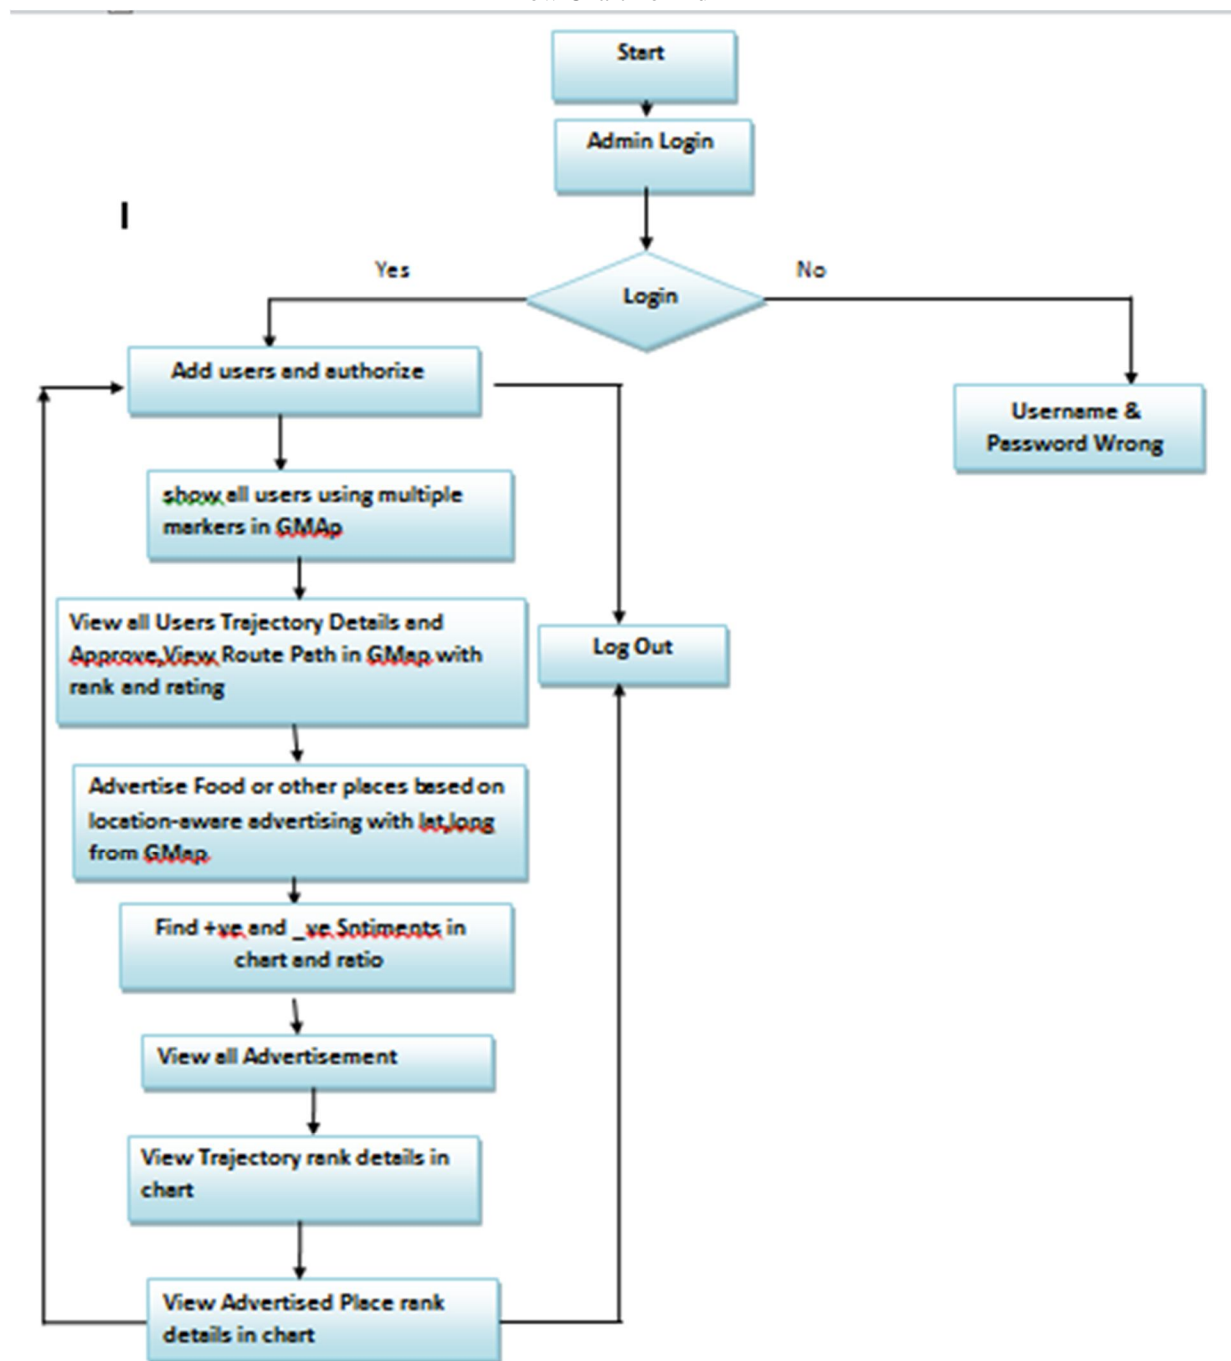 Start
Admin Login
Yes
No
Login
Add users and authorize
Username &
Password Wrong
show all users using multiple
markers in GMAp
View all Users Trajectory Details and
Approve,View Route Path in GMap with
rank and rating
Log Out
Advertise Food or other places based on
location-aware advertising with lat,long
from GMap
Find +ve and _ve Sntiments in
chart and ratio
View all Advertisement
View Trajectory rank details in
chart
View Advertised Place rank
details in chart